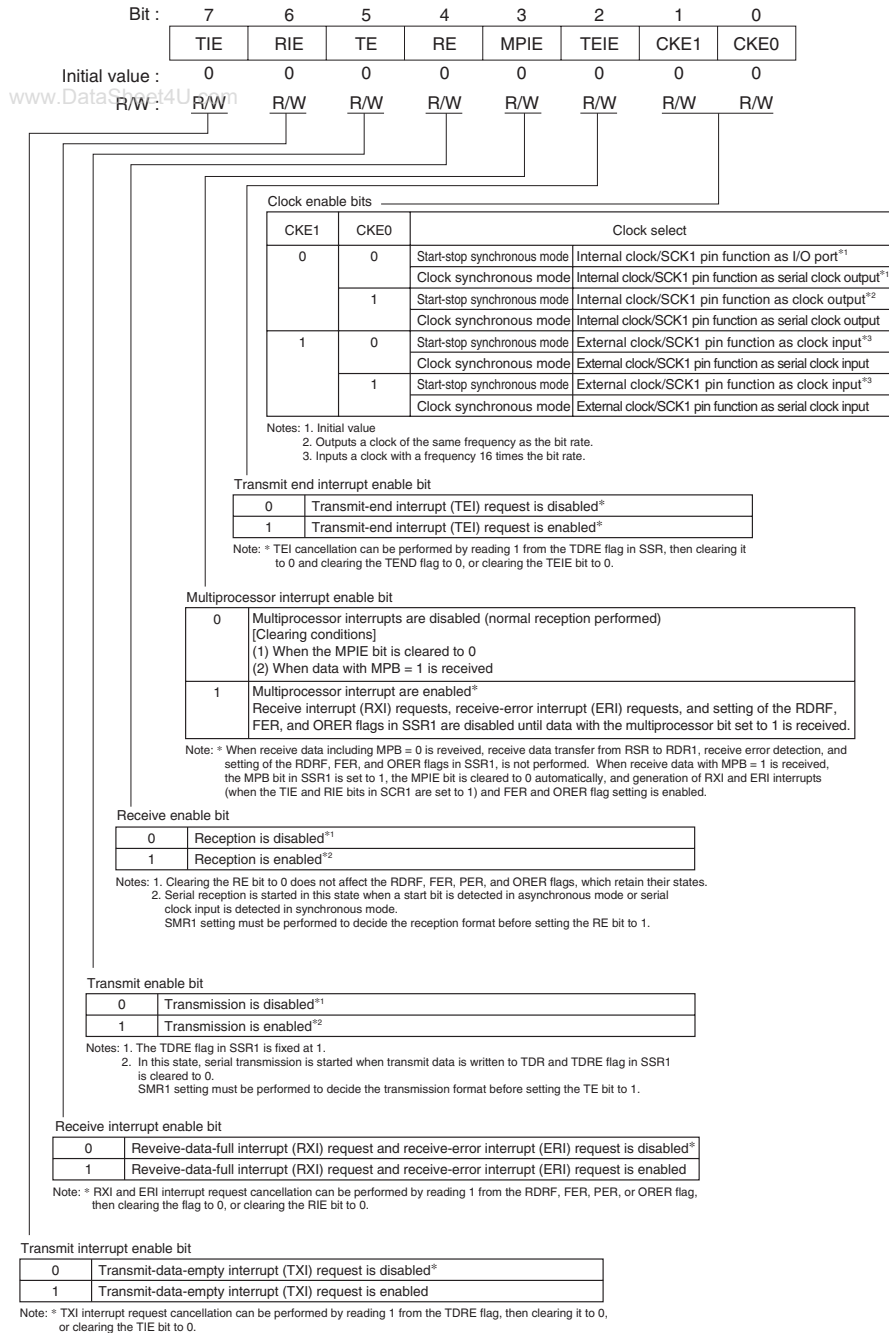 Bit : 7 6 5 4 3 2 1 0
TIE RIE TE RE MPIE TEIE CKE1 CKE0
Initial value : 0 0 0 0 0 0 0 0
www.DataSheet4U.com
R/W : R/W R/W R/W R/W R/W R/W R/W R/W
Clock enable bits
CKE1 CKE0 Clock select
0 0 Start-stop synchronous mode Internal clock/SCK1 pin function as I/O port*1
Clock synchronous mode Internal clock/SCK1 pin function as serial clock output*1
1 Start-stop synchronous mode Internal clock/SCK1 pin function as clock output*2
Clock synchronous mode Internal clock/SCK1 pin function as serial clock output
1 0 Start-stop synchronous mode External clock/SCK1 pin function as clock input*3
Clock synchronous mode External clock/SCK1 pin function as serial clock input
1 Start-stop synchronous mode External clock/SCK1 pin function as clock input*3
Clock synchronous mode External clock/SCK1 pin function as serial clock input
Notes: 1. Initial value
2. Outputs a clock of the same frequency as the bit rate.
3. Inputs a clock with a frequency 16 times the bit rate.
Transmit end interrupt enable bit
0 Transmit-end interrupt (TEI) request is disabled*
1 Transmit-end interrupt (TEI) request is enabled*
Note: * TEI cancellation can be performed by reading 1 from the TDRE flag in SSR, then clearing it
to 0 and clearing the TEND flag to 0, or clearing the TEIE bit to 0.
Multiprocessor interrupt enable bit
0 Multiprocessor interrupts are disabled (normal reception performed)
[Clearing conditions]
(1) When the MPIE bit is cleared to 0
(2) When data with MPB = 1 is received
1 Multiprocessor interrupt are enabled*
Receive interrupt (RXI) requests, receive-error interrupt (ERI) requests, and setting of the RDRF,
FER, and ORER flags in SSR1 are disabled until data with the multiprocessor bit set to 1 is received.
Note: * When receive data including MPB = 0 is reveived, receive data transfer from RSR to RDR1, receive error detection, and
setting of the RDRF, FER, and ORER flags in SSR1, is not performed. When receive data with MPB = 1 is received,
the MPB bit in SSR1 is set to 1, the MPIE bit is cleared to 0 automatically, and generation of RXI and ERI interrupts
(when the TIE and RIE bits in SCR1 are set to 1) and FER and ORER flag setting is enabled.
Receive enable bit
0 Reception is disabled*1
1 Reception is enabled*2
Notes: 1. Clearing the RE bit to 0 does not affect the RDRF, FER, PER, and ORER flags, which retain their states.
2. Serial reception is started in this state when a start bit is detected in asynchronous mode or serial
clock input is detected in synchronous mode.
SMR1 setting must be performed to decide the reception format before setting the RE bit to 1.
Transmit enable bit
0 Transmission is disabled*1
1 Transmission is enabled*2
Notes: 1. The TDRE flag in SSR1 is fixed at 1.
2. In this state, serial transmission is started when transmit data is written to TDR and TDRE flag in SSR1
is cleared to 0.
SMR1 setting must be performed to decide the transmission format before setting the TE bit to 1.
Receive interrupt enable bit
0 Reveive-data-full interrupt (RXI) request and receive-error interrupt (ERI) request is disabled*
1 Reveive-data-full interrupt (RXI) request and receive-error interrupt (ERI) request is enabled
Note: * RXI and ERI interrupt request cancellation can be performed by reading 1 from the RDRF, FER, PER, or ORER flag,
then clearing the flag to 0, or clearing the RIE bit to 0.
Transmit interrupt enable bit
0 Transmit-data-empty interrupt (TXI) request is disabled*
1 Transmit-data-empty interrupt (TXI) request is enabled
Note: * TXI interrupt request cancellation can be performed by reading 1 from the TDRE flag, then clearing it to 0,
or clearing the TIE bit to 0.